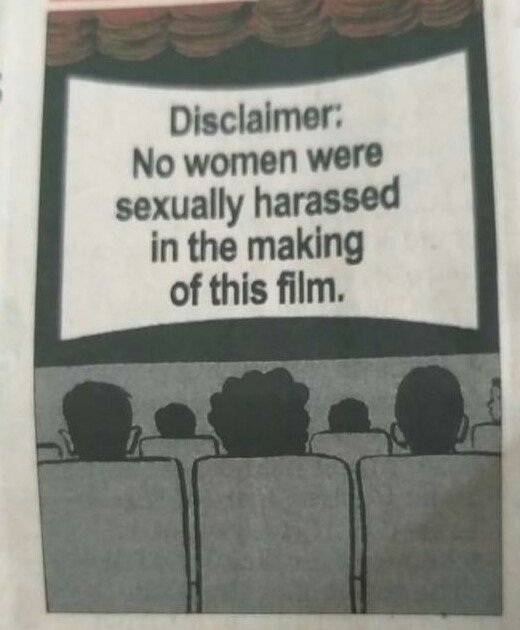 Disclaimer:
No women were
sexually harassed
in the making
of this film.